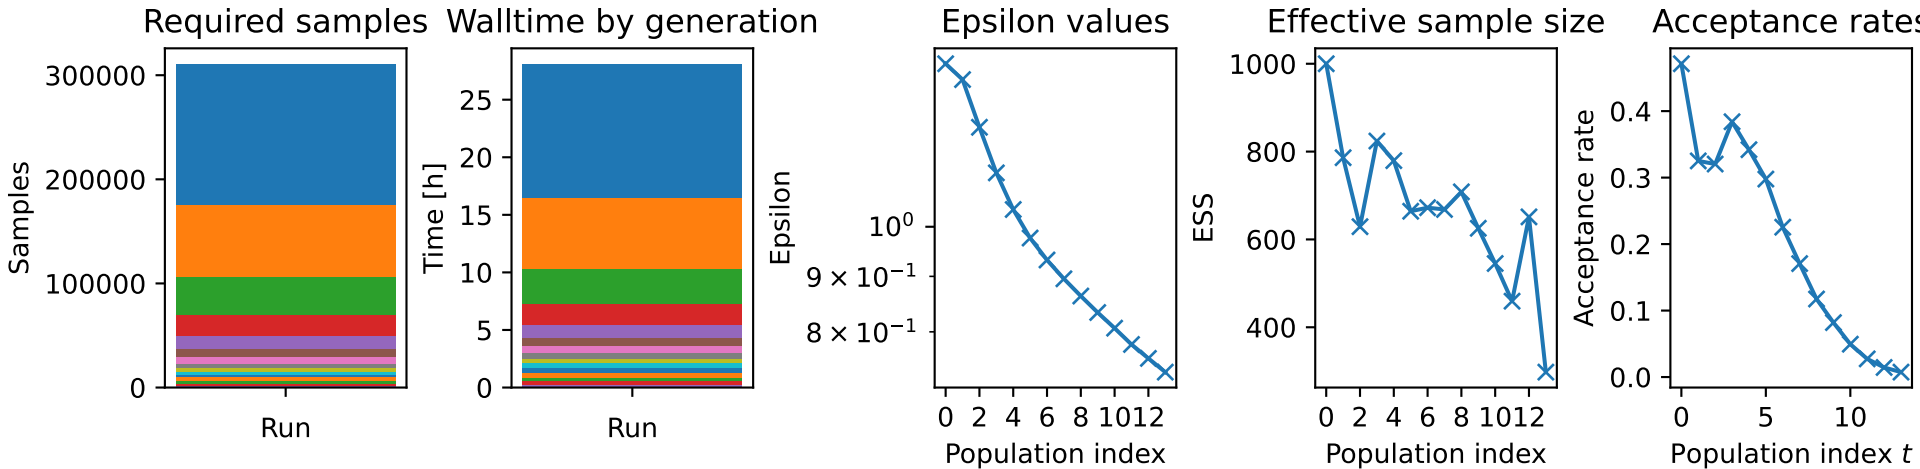 Required samples
Samples
300000
200000
100000
0
Run
Walltime by generation
Time [h]
25
20
15
10
5
0
Run
Epsilon values
Epsilon
10⁰
9 × 10⁻¹
8 × 10⁻¹
0 2 4 6 8 10 12
Population index
Effective sample size
ESS
1000
800
600
400
0 2 4 6 8 10 12
Population index
Acceptance rates
Acceptance rate
0.4
0.3
0.2
0.1
0.0
0 5 10
Population index t